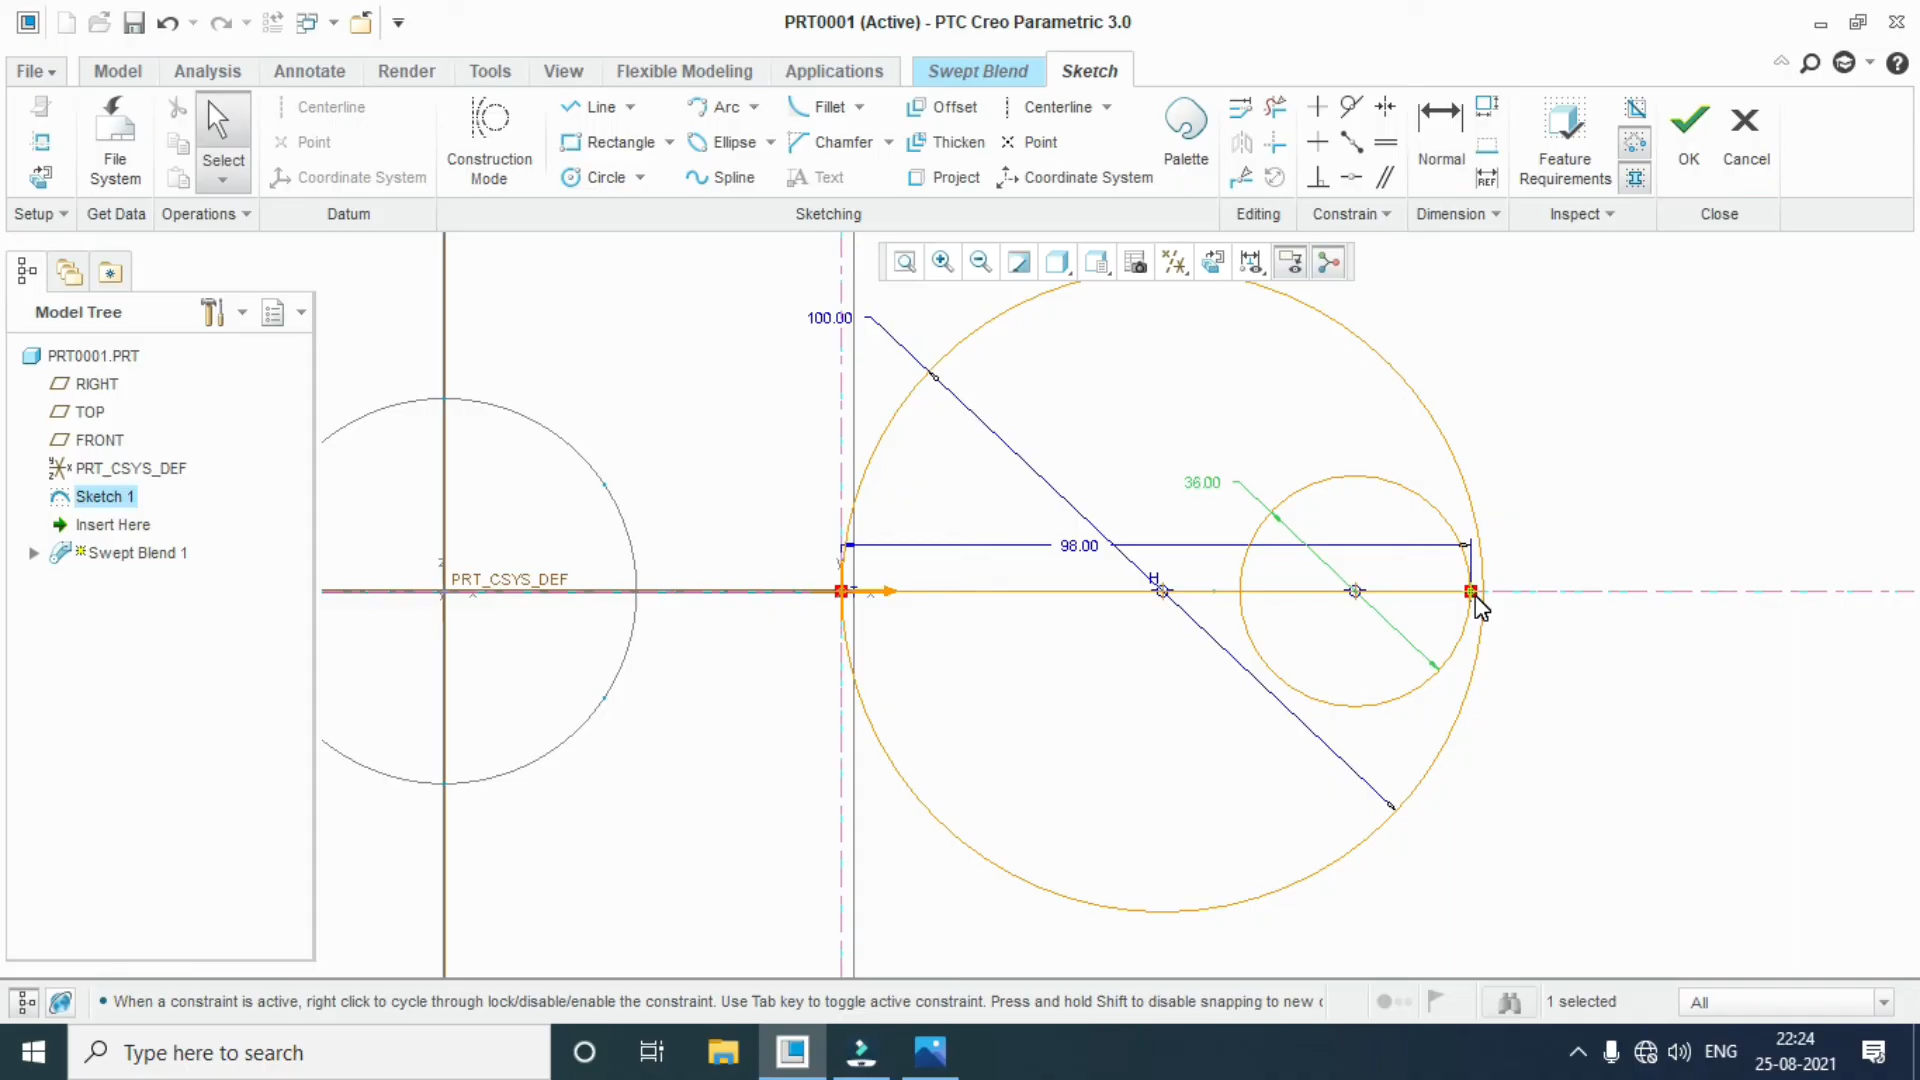 PRT0001 (Active) - PTC Creo Parametric 3.0
File Model Analysis Annotate Render Tools View Flexible Modeling Applications Swept Blend Sketch
Centerline Line Arc Fillet Offset Centerline
Point Rectangle Ellipse Chamfer Thicken Point
File System Select Coordinate System Construction Mode Circle Spline Text Project Coordinate System Palette Normal Feature Requirements OK Cancel
REF
Setup Get Data Operations Datum Sketching Editing Constrain Dimension Inspect Close
Model Tree
PRT0001.PRT
RIGHT
TOP
FRONT
PRT_CSYS_DEF
Sketch 1
Insert Here
Swept Blend 1
100.00
36.00
98.00
H
PRT_CSYS_DEF
When a constraint is active, right click to cycle through lock/disable/enable the constraint. Use Tab key to toggle active constraint. Press and hold Shift to disable snapping to new
1 selected
All
Type here to search
ENG
22:24
25-08-2021